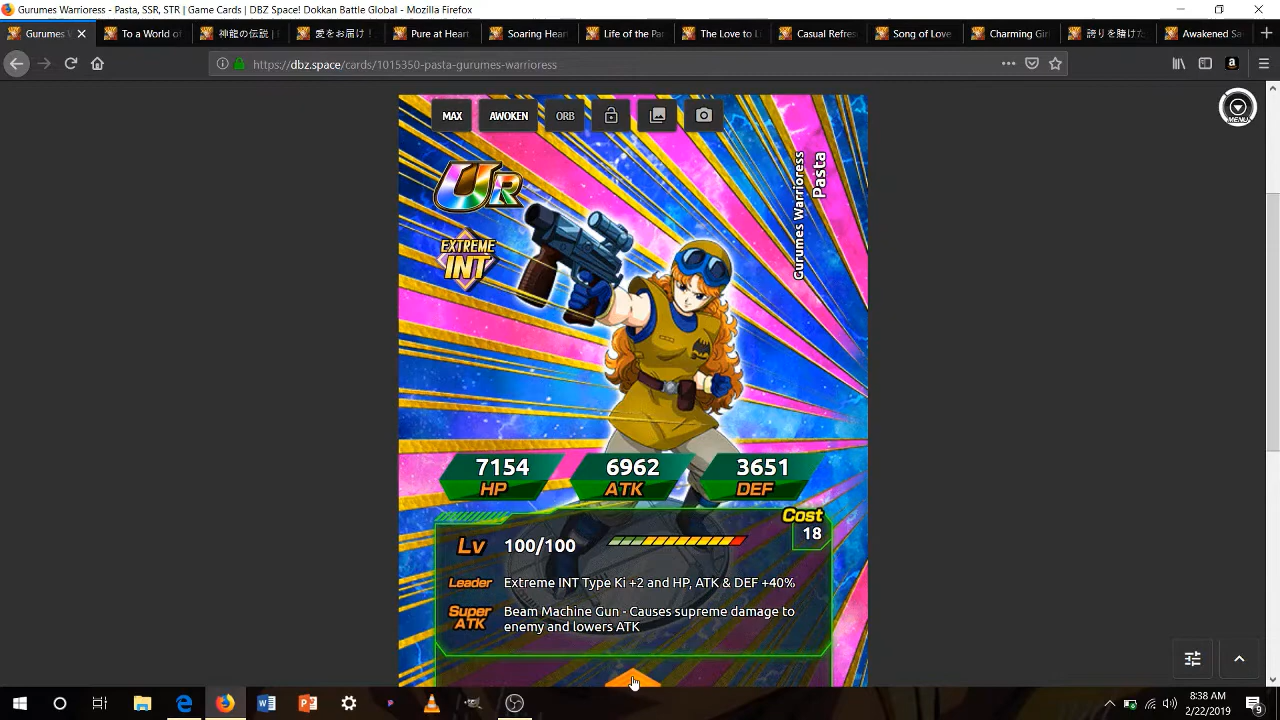 Gurumes Warrioress - Pasta, SSR, STR | Game Cards | DBZ Space! Dokkan Battle Global - Mozilla Firefox
Gurumes W
To a World of
神龍の伝説 |
愛をお届け!
Pure at Heart
Soaring Hear
Life of the Par
The Love to Li
Casual Refres
Song of Love
Charming Girl
誇りを賭けた
Awakened Sa
https://dbz.space/cards/1015350-pasta-gurumes-warrioress
MENU
MAX
AWOKEN
ORB
UR
EXTREME
INT
Gurumes Warrioress
Pasta
7154
HP
6962
ATK
3651
DEF
Cost
18
Lv 100/100
Leader Extreme INT Type Ki +2 and HP, ATK & DEF +40%
Super ATK Beam Machine Gun - Causes supreme damage to
enemy and lowers ATK
8:38 AM
2/22/2019
9